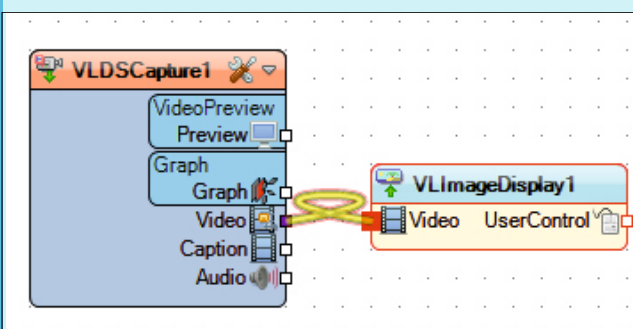 VLDSCapture1
VideoPreview
Preview
Graph
Graph
Video
Caption
Audio
VLImageDisplay1
Video UserControl